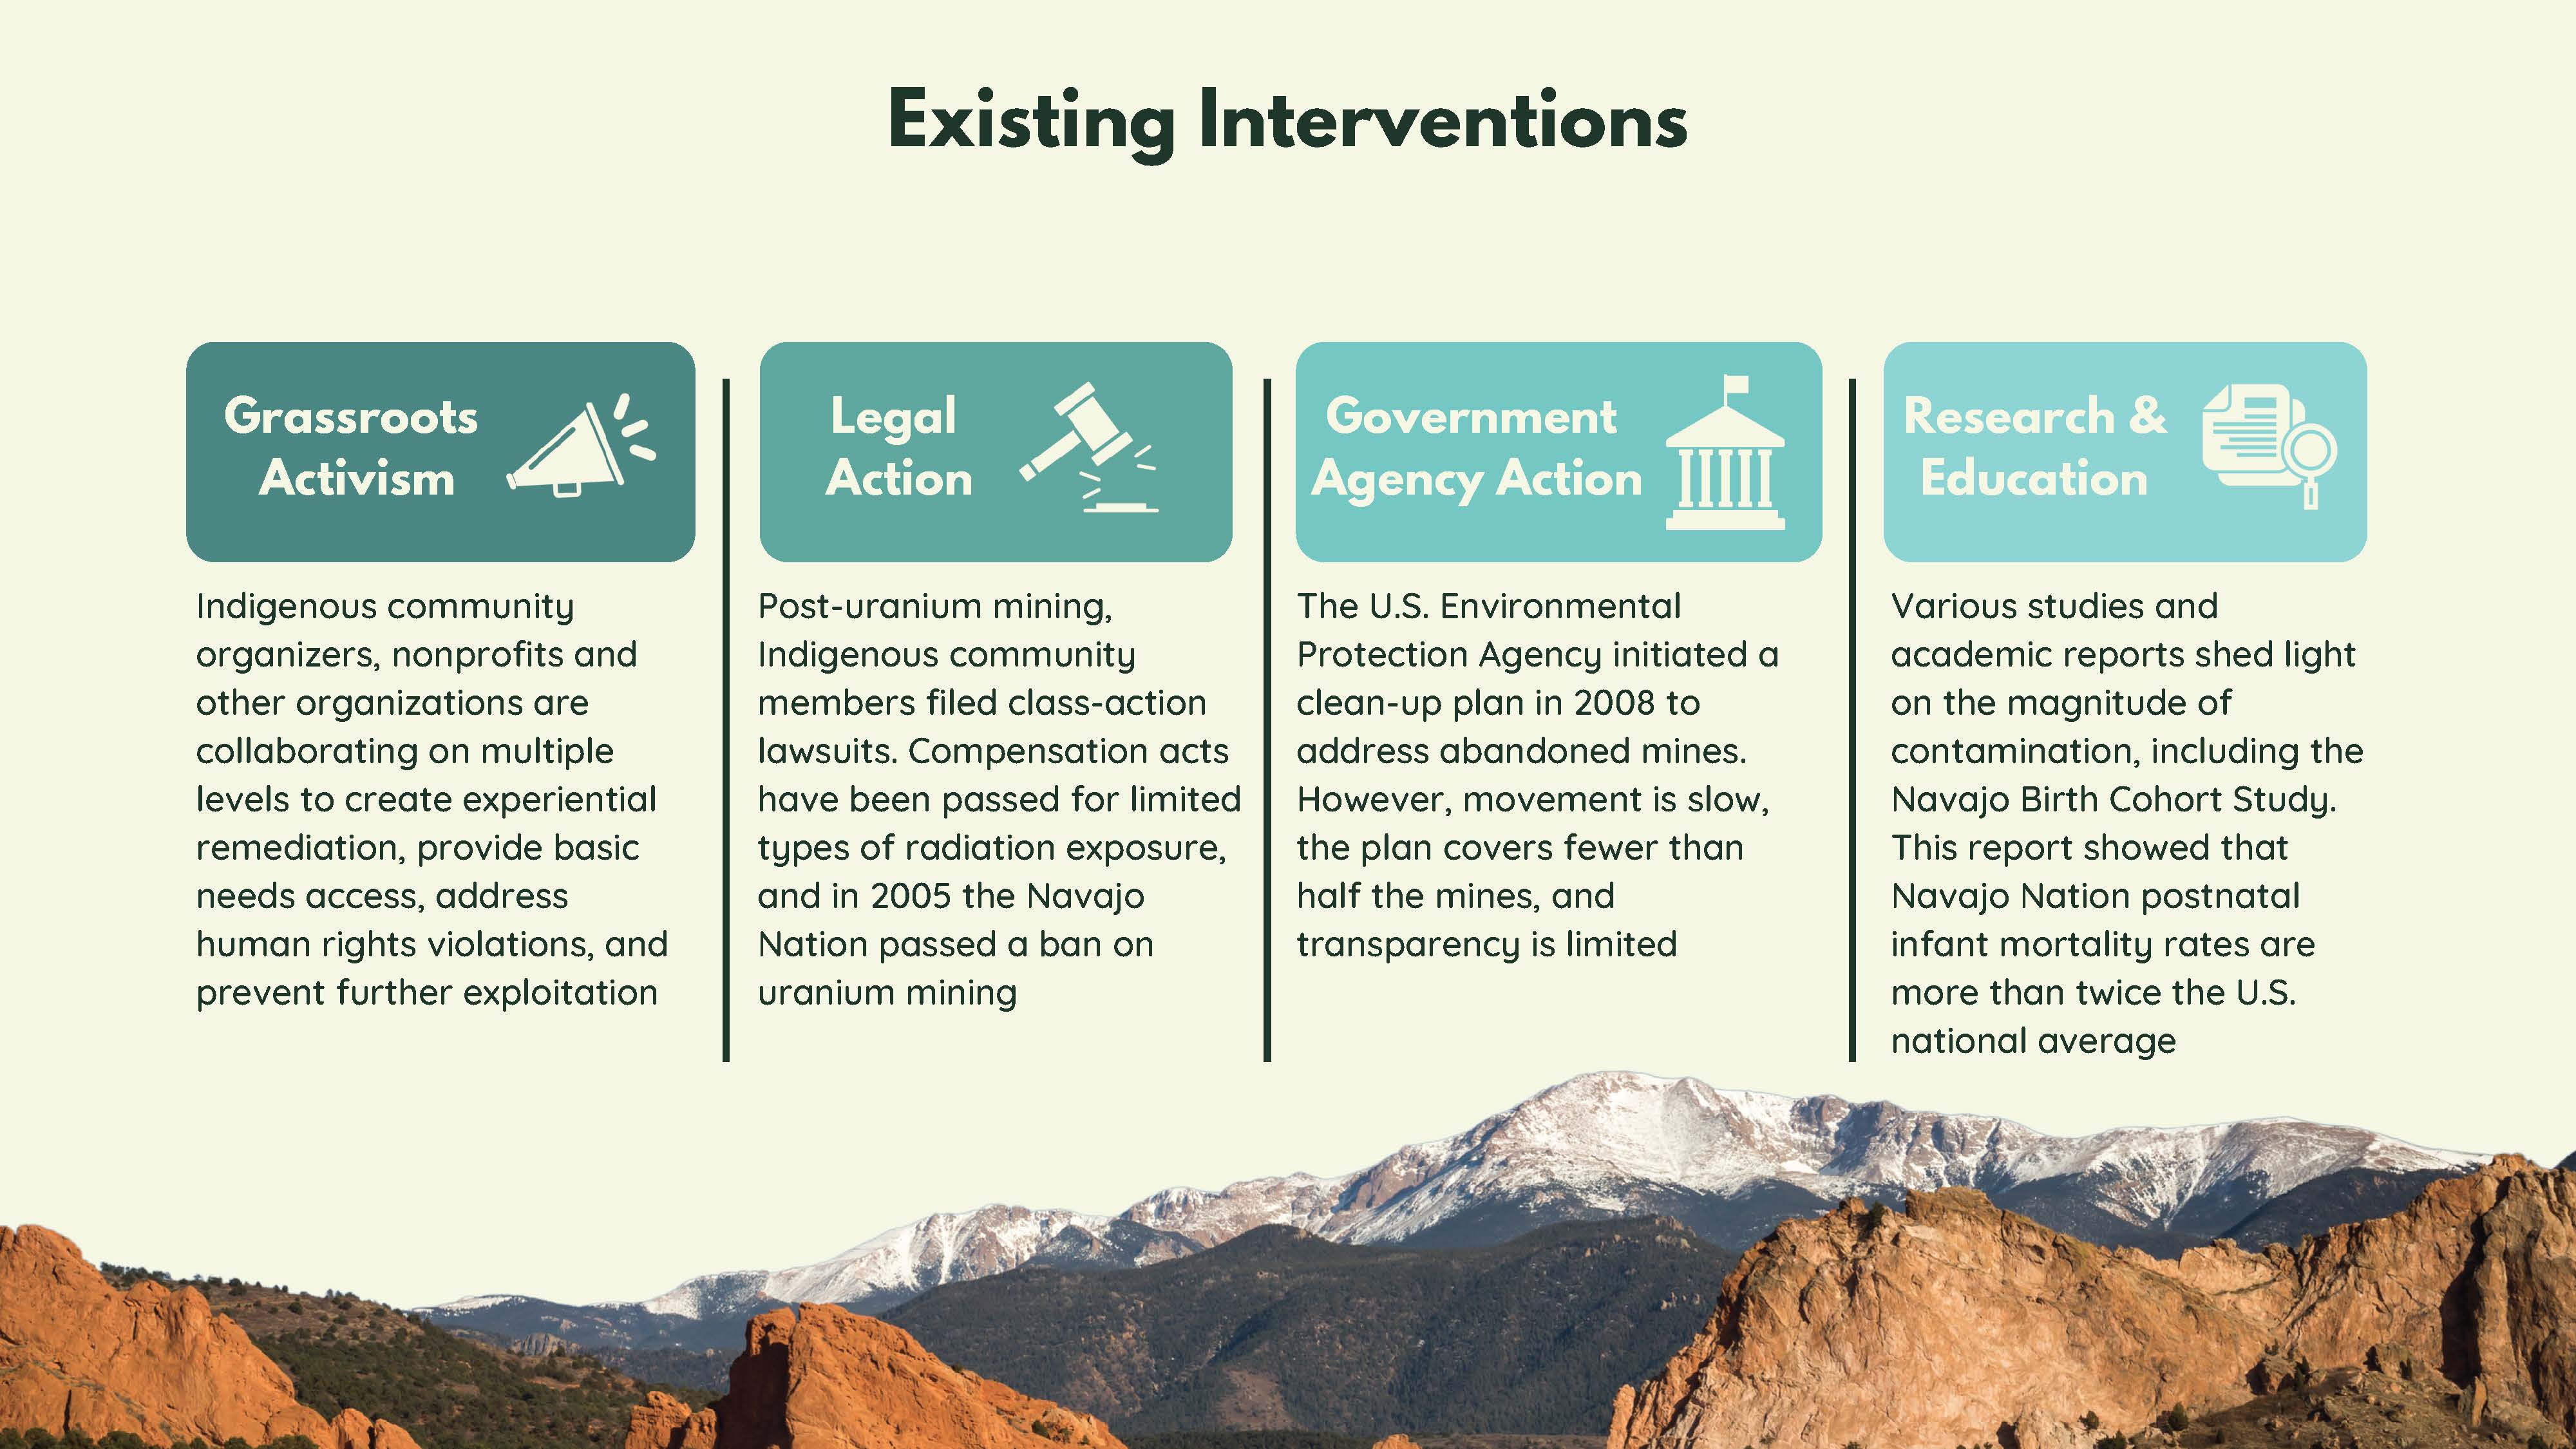 Existing Interventions
Grassroots
Activism
Indigenous community
organizers, nonprofits and
other organizations are
collaborating on multiple
levels to create experiential
remediation, provide basic
needs access, address
human rights violations, and
prevent further exploitation
Legal
Action
Post-uranium mining,
Indigenous community
members filed class-action
lawsuits. Compensation acts
have been passed for limited
types of radiation exposure,
and in 2005 the Navajo
Nation passed a ban on
uranium mining
Government
Agency Action
The U.S. Environmental
Protection Agency initiated a
clean-up plan in 2008 to
address abandoned mines.
However, movement is slow,
the plan covers fewer than
half the mines, and
transparency is limited
Research &
Education
Various studies and
academic reports shed light
on the magnitude of
contamination, including the
Navajo Birth Cohort Study.
This report showed that
Navajo Nation postnatal
infant mortality rates are
more than twice the U.S.
national average